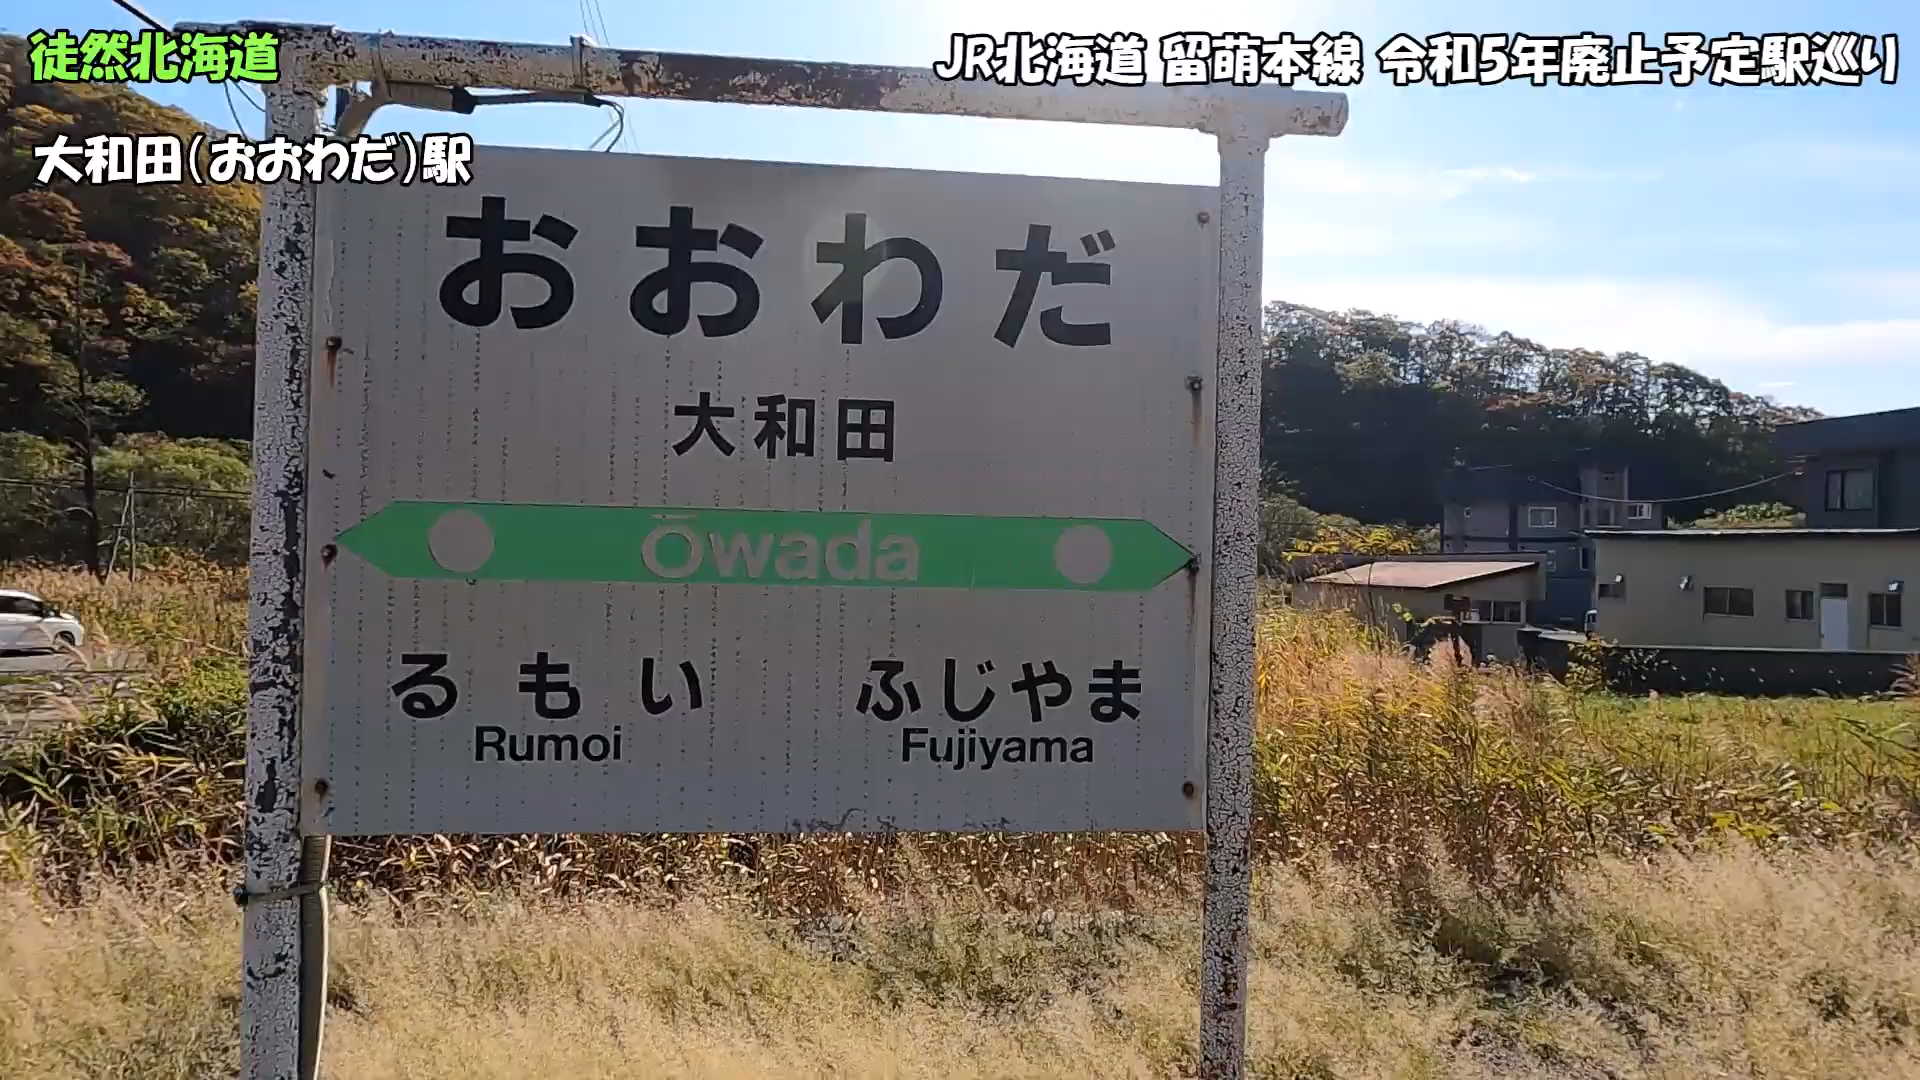 徒然北海道
JR北海道 留萌本線 令和5年廃止予定駅巡り
大和田(おおわだ)駅
おおわだ
大和田
Ōwada
るもい ふじやま
Rumoi Fujiyama